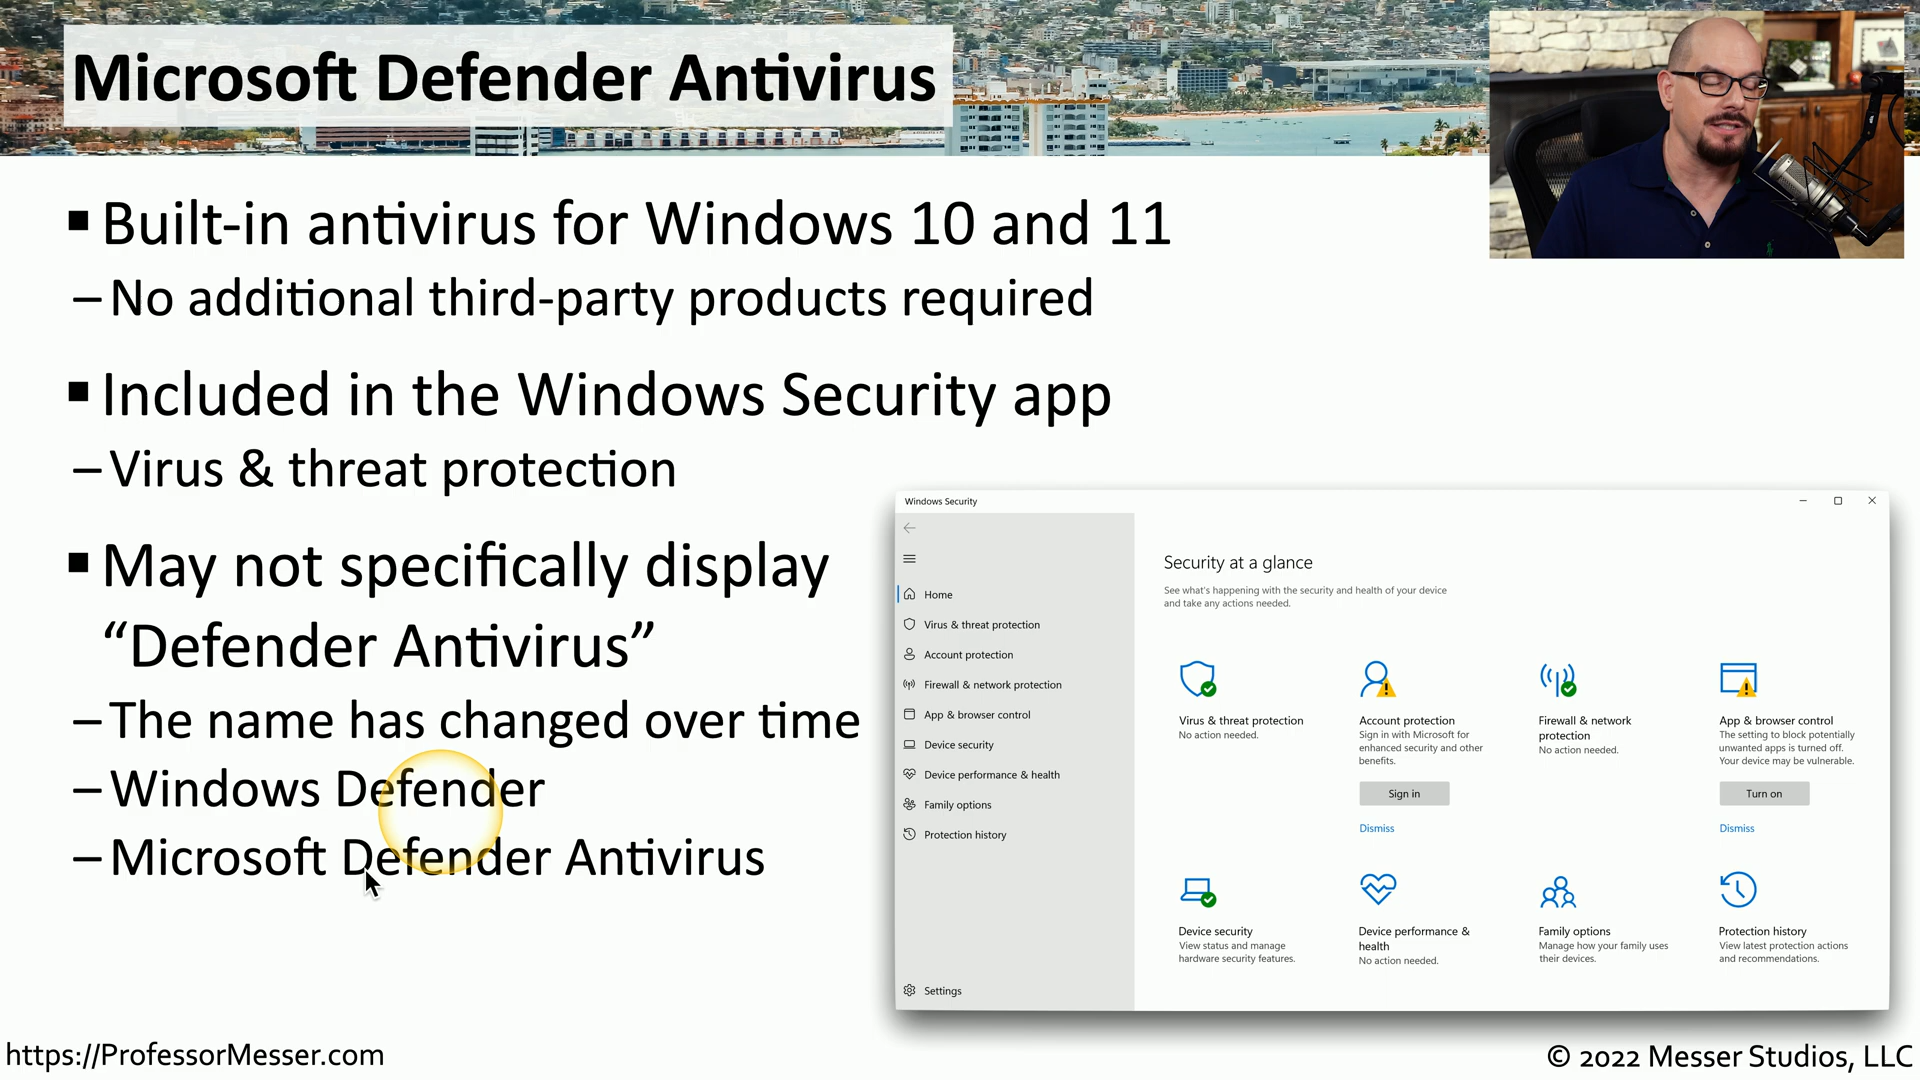 Microsoft Defender Antivirus
▪ Built-in antivirus for Windows 10 and 11
– No additional third-party products required
▪ Included in the Windows Security app
– Virus & threat protection
▪ May not specifically display
“Defender Antivirus”
– The name has changed over time
– Windows Defender
– Microsoft Defender Antivirus
Windows Security
Home
Virus & threat protection
Account protection
Firewall & network protection
App & browser control
Device security
Device performance & health
Family options
Protection history
Settings
Security at a glance
See what's happening with the security and health of your device
and take any actions needed.
Virus & threat protection
No action needed.
Account protection
Sign in with Microsoft for
enhanced security and other
benefits.
Sign in
Dismiss
Firewall & network
protection
No action needed.
App & browser control
The setting to block potentially
unwanted apps is turned off.
Your device may be vulnerable.
Turn on
Dismiss
Device security
View status and manage
hardware security features.
Device performance &
health
No action needed.
Family options
Manage how your family uses
their devices.
Protection history
View latest protection actions
and recommendations.
https://ProfessorMesser.com
© 2022 Messer Studios, LLC